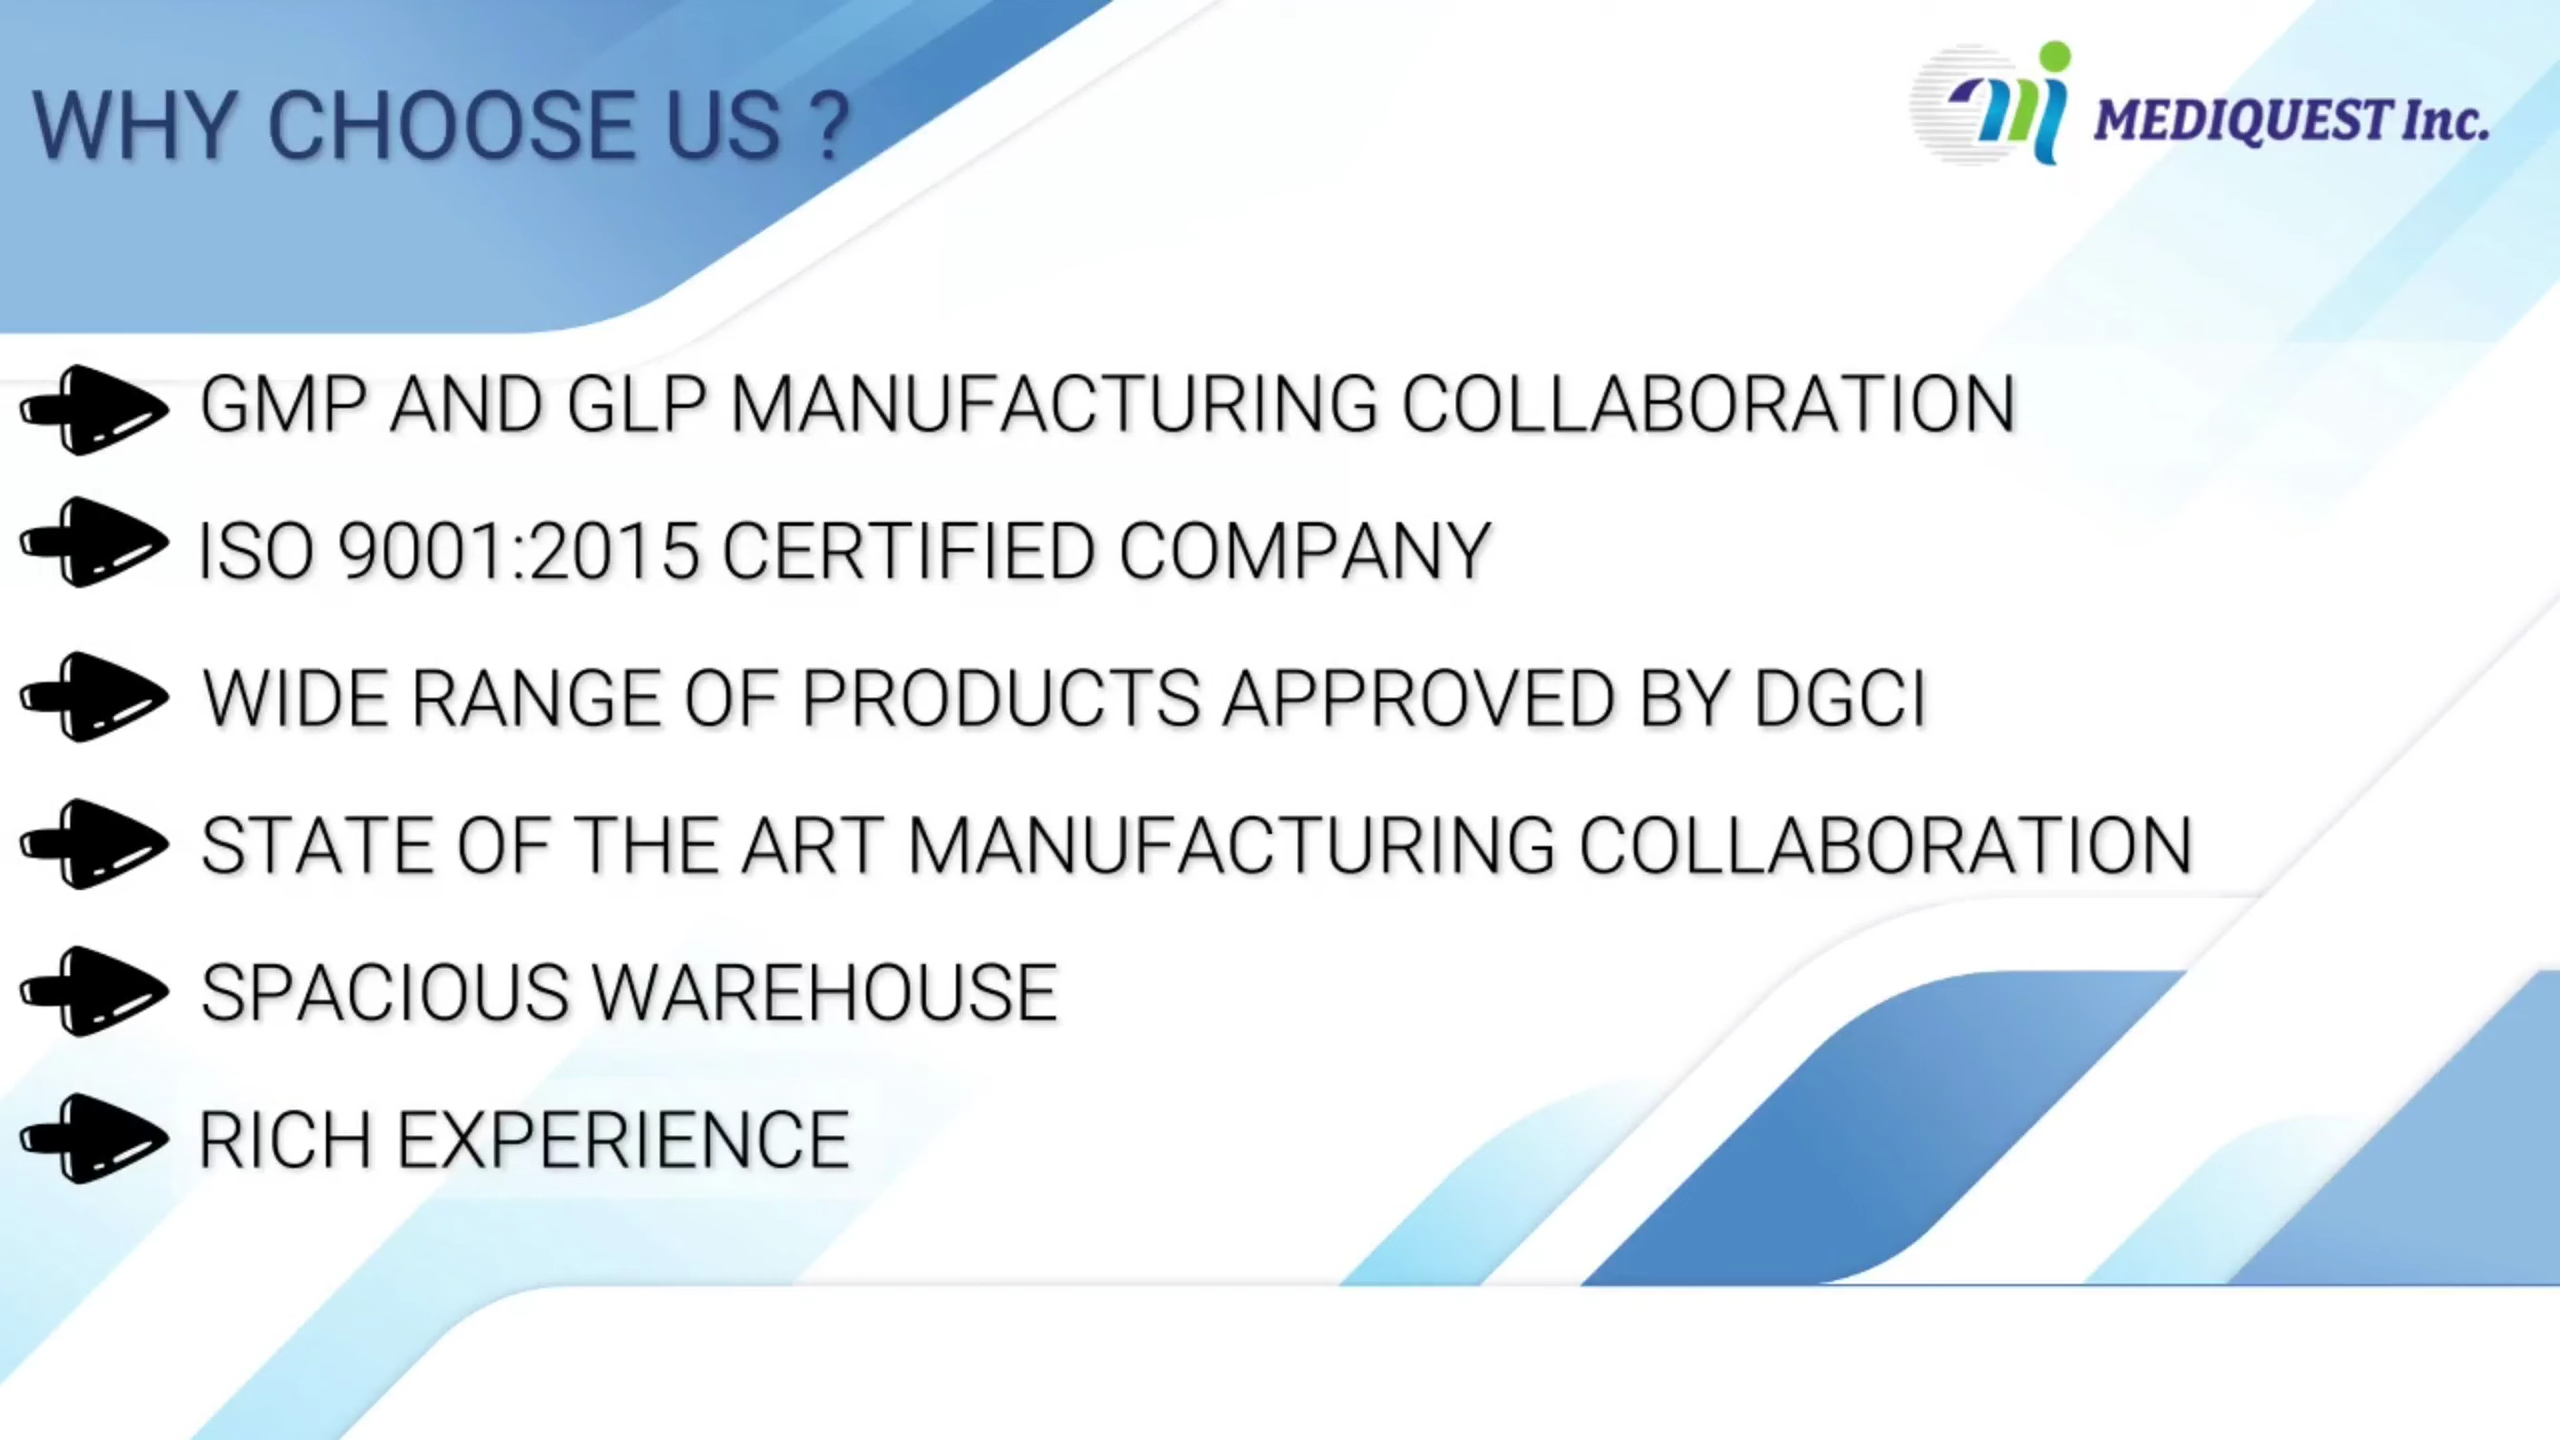 WHY CHOOSE US ?
MEDIQUEST Inc.
GMP AND GLP MANUFACTURING COLLABORATION
ISO 9001:2015 CERTIFIED COMPANY
WIDE RANGE OF PRODUCTS APPROVED BY DGCI
STATE OF THE ART MANUFACTURING COLLABORATION
SPACIOUS WAREHOUSE
RICH EXPERIENCE